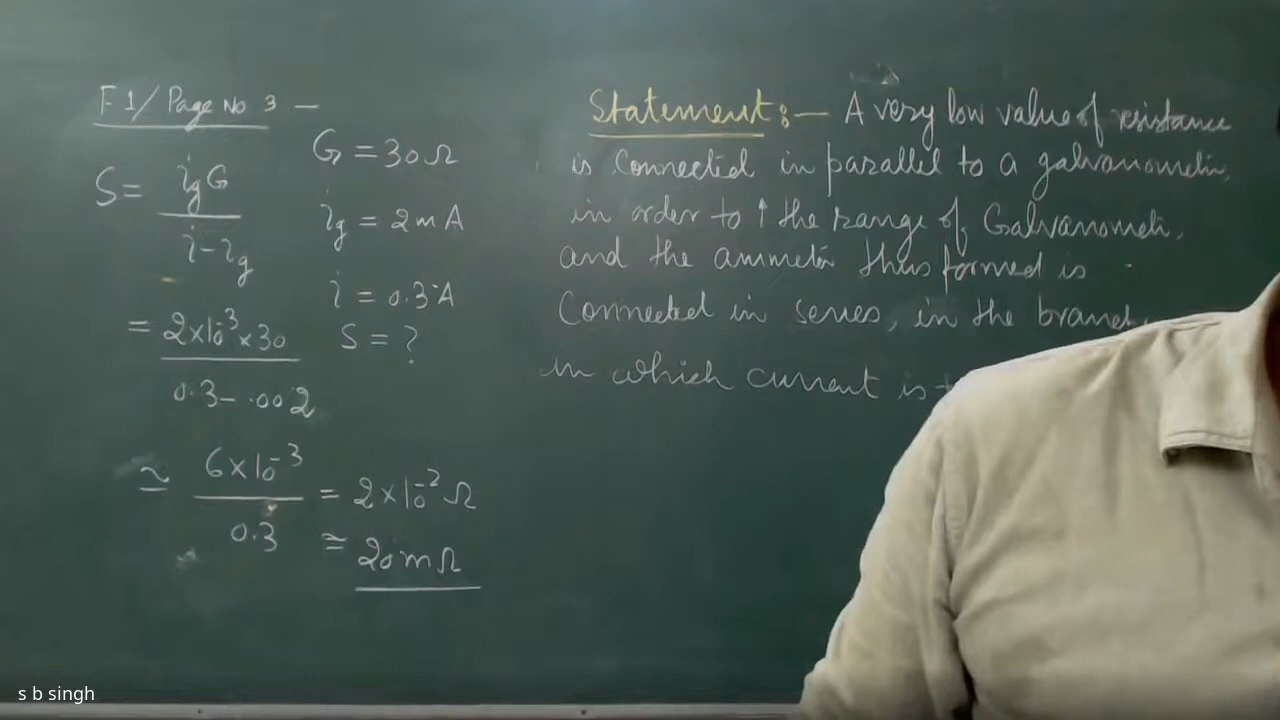 F1/Page No 3 —
S = i_g G / i - i_g
G = 30 Ω
i_g = 2 m A
i = 0.3 A
S = ?
= 2×10^-3 × 30 / 0.3 - .002
≃ 6×10^-3 / 0.3 = 2×10^-2 Ω
≅ 20 m Ω
Statement :— A very low value of resistance
is connected in parallel to a galvanometer,
in order to ↑ the range of Galvanometer,
and the ammeter thus formed is
Connected in series, in the branch
in which current is
s b singh